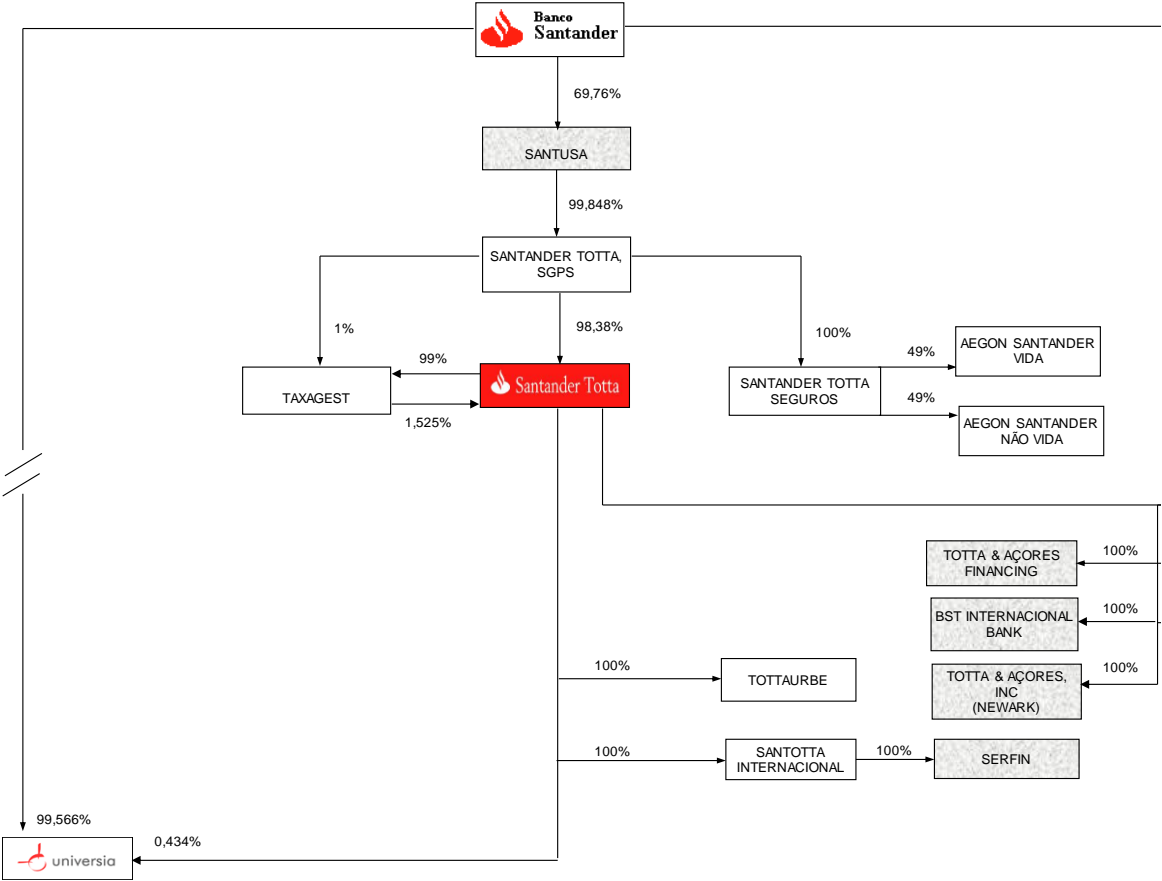 Banco
Santander
69,76%
SANTUSA
99,848%
SANTANDER TOTTA,
SGPS
1%
98,38%
100%
99%
49%
AEGON SANTANDER
VIDA
TAXAGEST
Santander Totta
SANTANDER TOTTA
SEGUROS
1,525%
49%
AEGON SANTANDER
NÃO VIDA
TOTTA & AÇORES
FINANCING
100%
BST INTERNACIONAL
BANK
100%
100%
TOTTAURBE
TOTTA & AÇORES,
INC
(NEWARK)
100%
100%
SANTOTTA
INTERNACIONAL
100%
SERFIN
99,566%
0,434%
universia